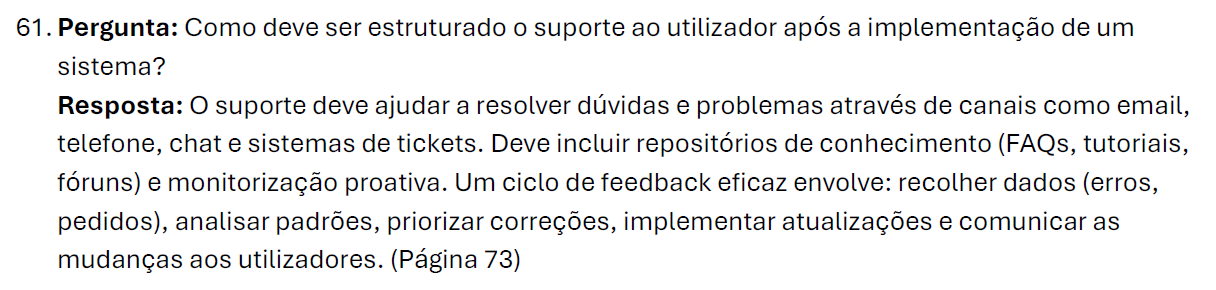 61. Pergunta: Como deve ser estruturado o suporte ao utilizador após a implementação de um
sistema?
Resposta: O suporte deve ajudar a resolver dúvidas e problemas através de canais como email,
telefone, chat e sistemas de tickets. Deve incluir repositórios de conhecimento (FAQs, tutoriais,
fóruns) e monitorização proativa. Um ciclo de feedback eficaz envolve: recolher dados (erros,
pedidos), analisar padrões, priorizar correções, implementar atualizações e comunicar as
mudanças aos utilizadores. (Página 73)